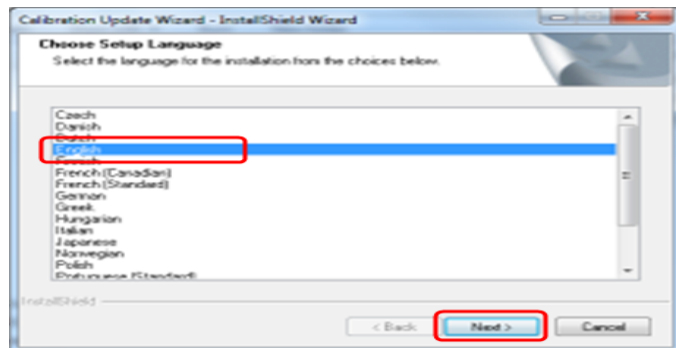 Calibration Update Wizard - InstallShield Wizard
Choose Setup Language
Select the language for the installation from the choices below.
Czech
Danish
Dutch
English
Finnish
French (Canadian)
French (Standard)
German
Greek
Hungarian
Italian
Japanese
Norwegian
Polish
Portuguese (Standard)
InstallShield
< Back
Next >
Cancel